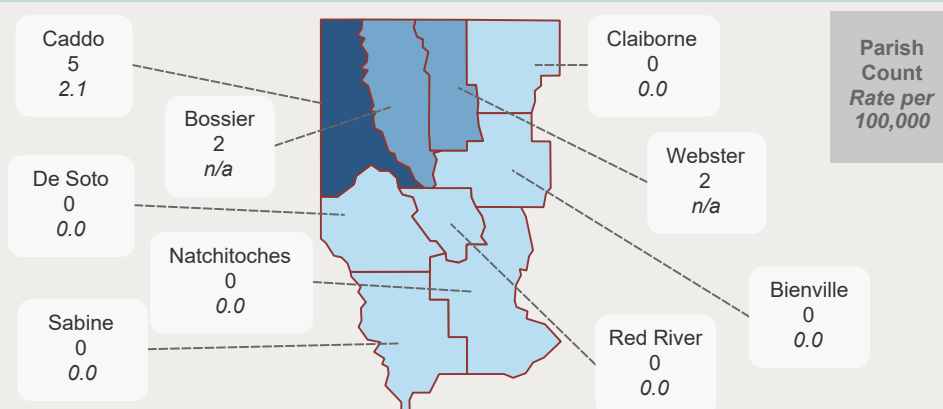 Caddo
5
2.1
Claiborne
0
0.0
Parish
Count
Rate per
100,000
Bossier
2
n/a
Webster
2
n/a
De Soto
0
0.0
Natchitoches
0
0.0
Bienville
0
0.0
Sabine
0
0.0
Red River
0
0.0